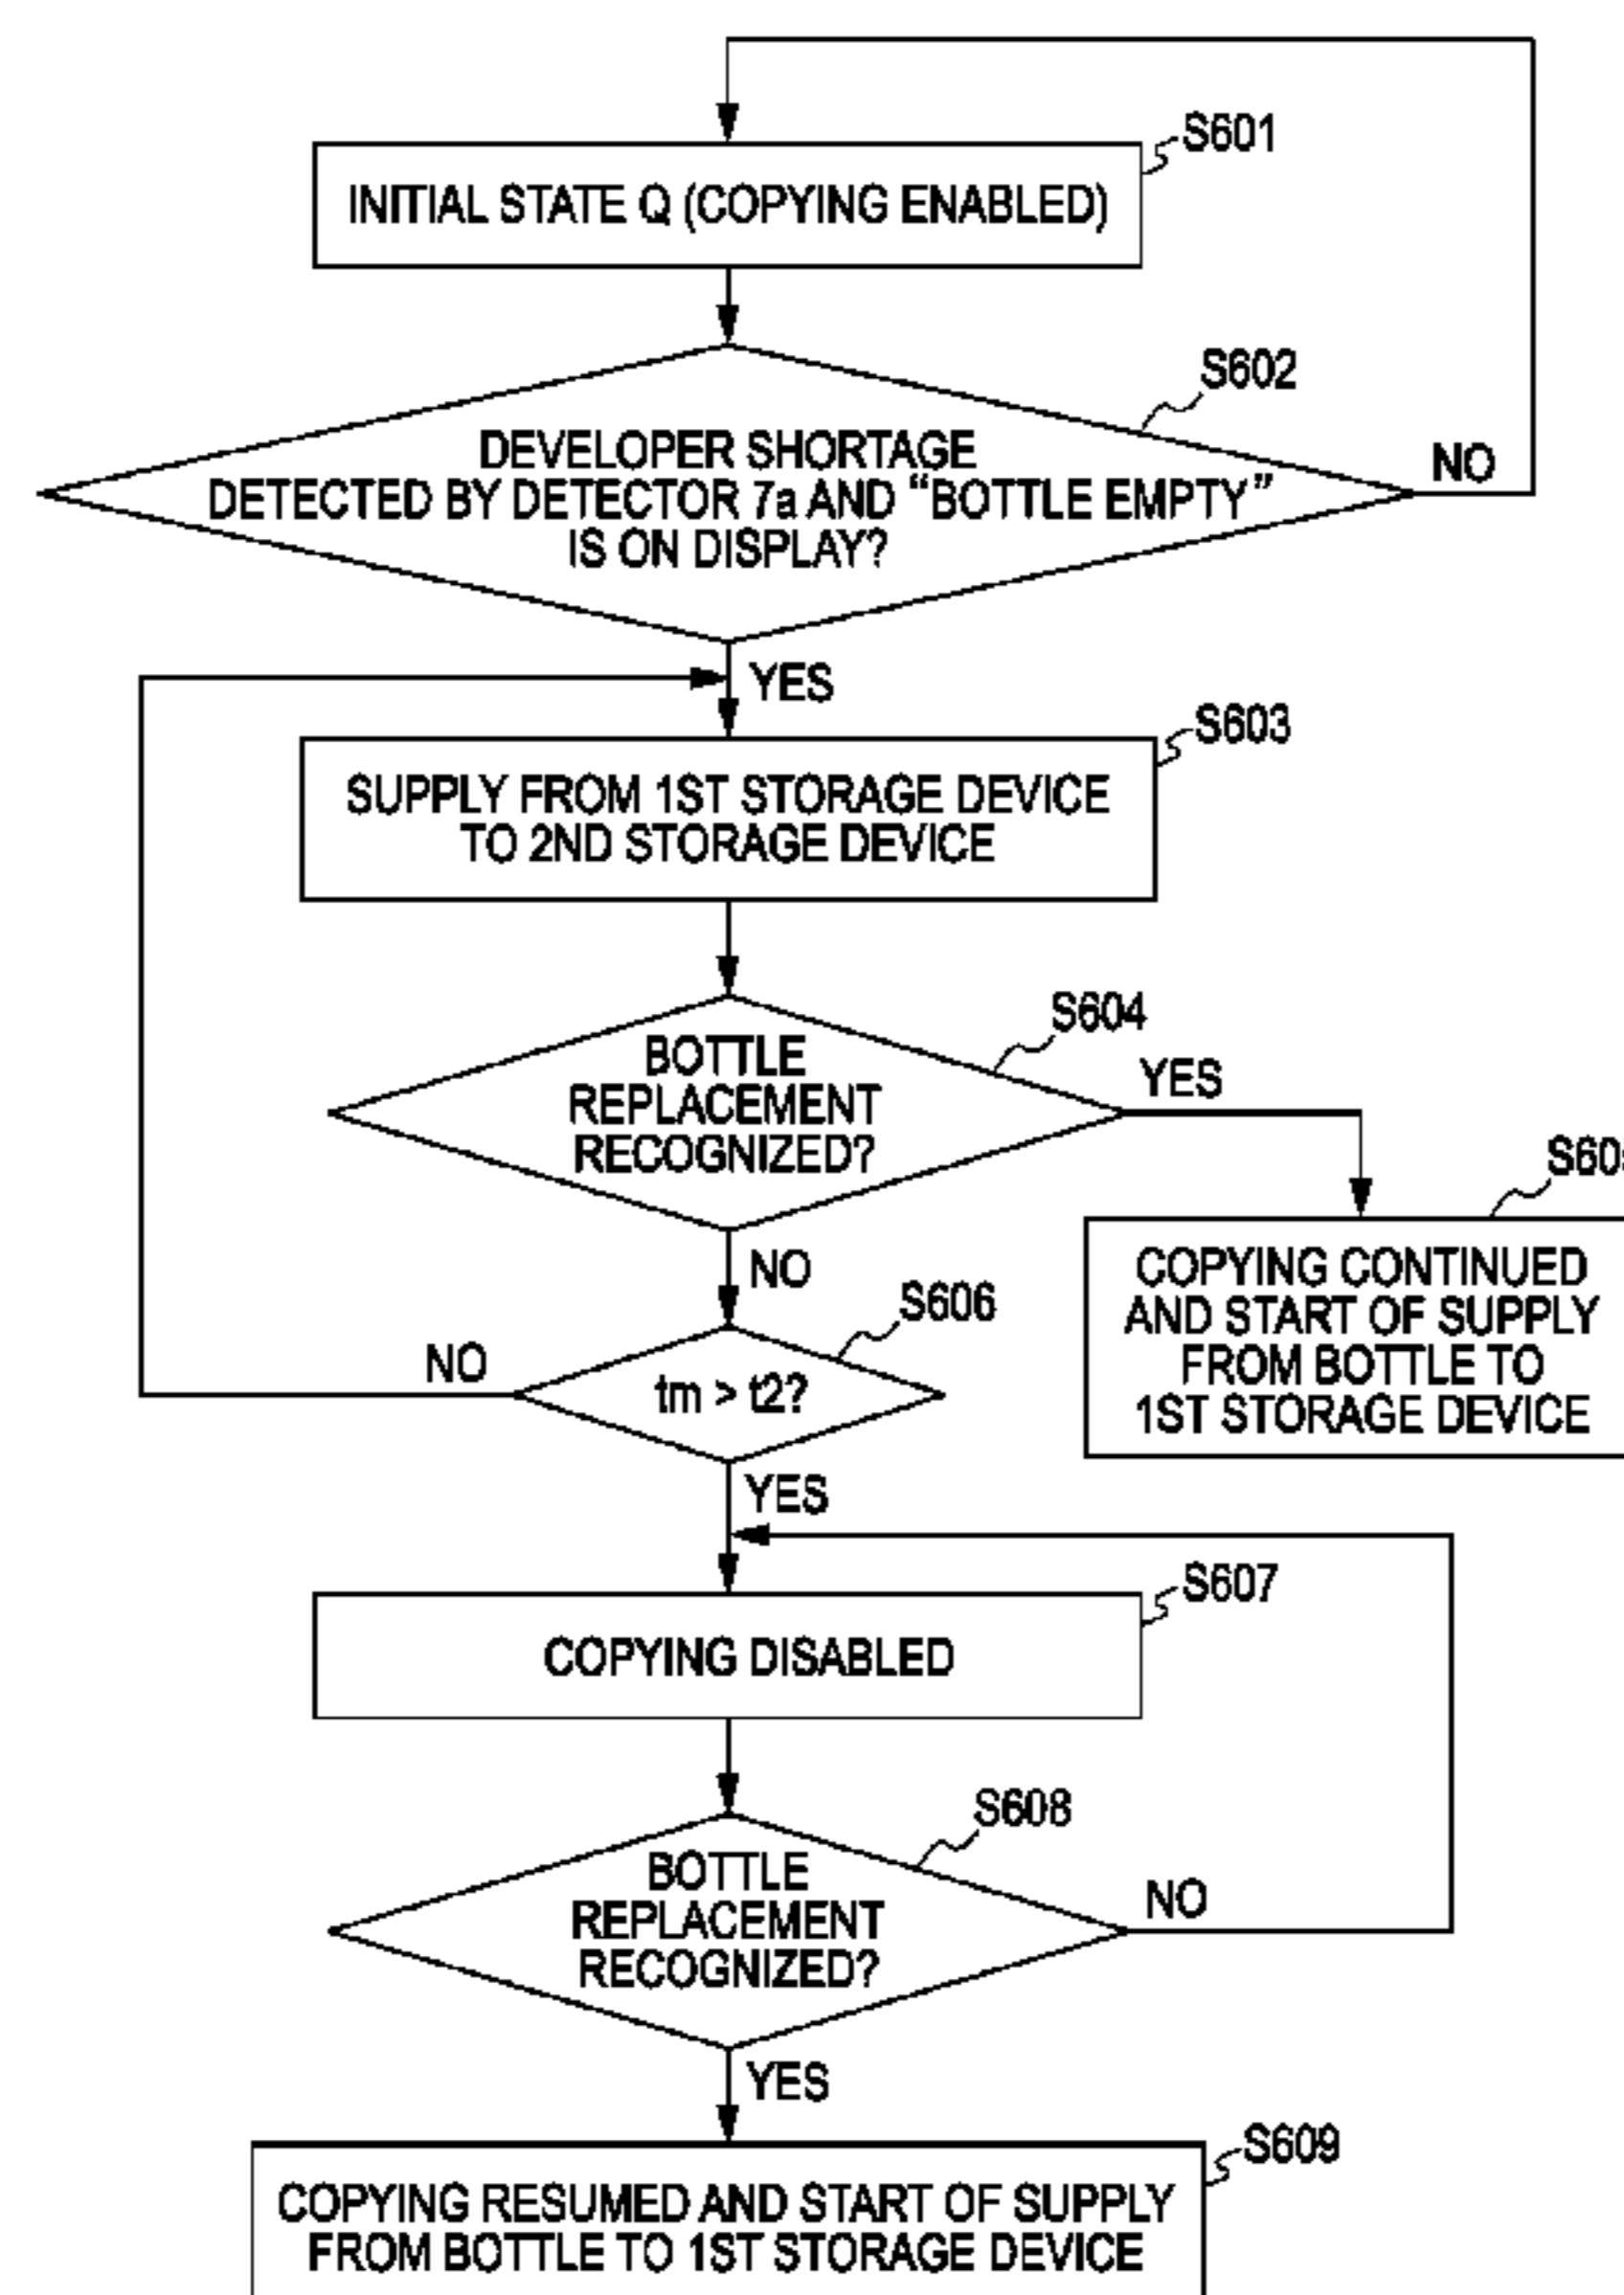 S601
INITIAL STATE Q (COPYING ENABLED)
S602
DEVELOPER SHORTAGE
DETECTED BY DETECTOR 7a AND “BOTTLE EMPTY”
IS ON DISPLAY?
NO
YES
S603
SUPPLY FROM 1ST STORAGE DEVICE
TO 2ND STORAGE DEVICE
S604
BOTTLE
REPLACEMENT
RECOGNIZED?
YES
COPYING CONTINUED
AND START OF SUPPLY
FROM BOTTLE TO
1ST STORAGE DEVICE
NO
S606
tm > t2?
NO
YES
S607
COPYING DISABLED
S608
BOTTLE
REPLACEMENT
RECOGNIZED?
NO
YES
S609
COPYING RESUMED AND START OF SUPPLY
FROM BOTTLE TO 1ST STORAGE DEVICE